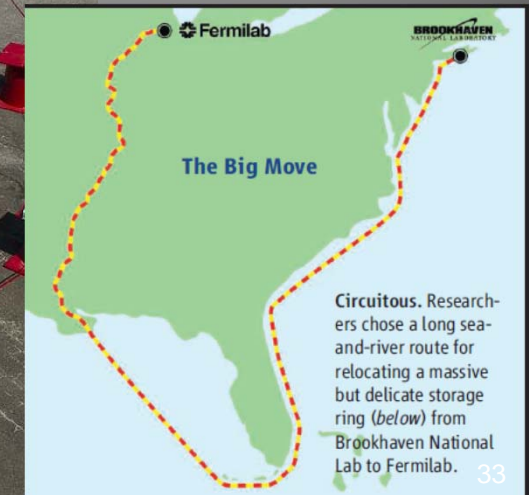 Fermilab
BROOKHAVEN
NATIONAL LABORATORY
The Big Move
Circuitous. Research-
ers chose a long sea-
and-river route for
relocating a massive
but delicate storage
ring (below) from
Brookhaven National
Lab to Fermilab.
33